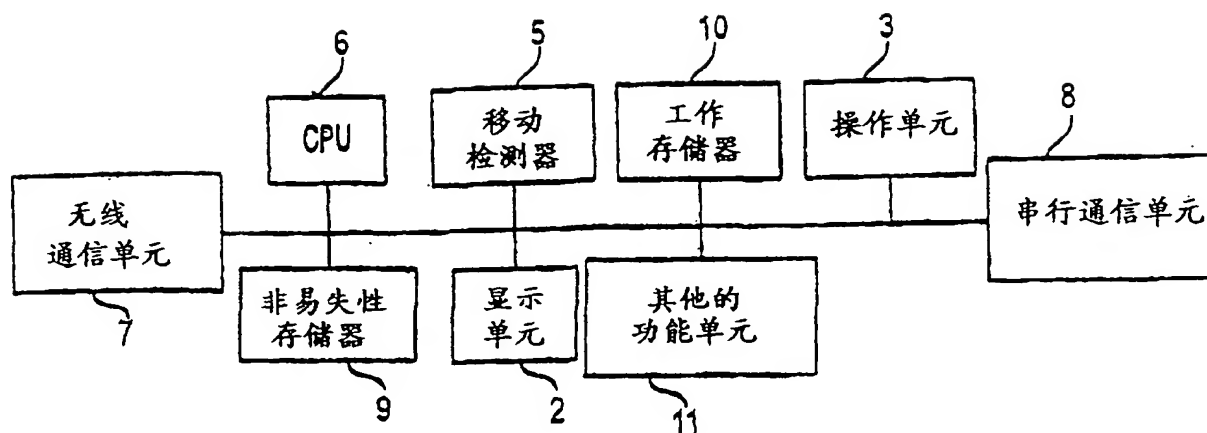 6
5
10
3
8
CPU
移动
检测器
工作
存储器
操作单元
无线
通信单元
串行通信单元
非易失性
存储器
显示
单元
其他的
功能单元
7
9
2
11